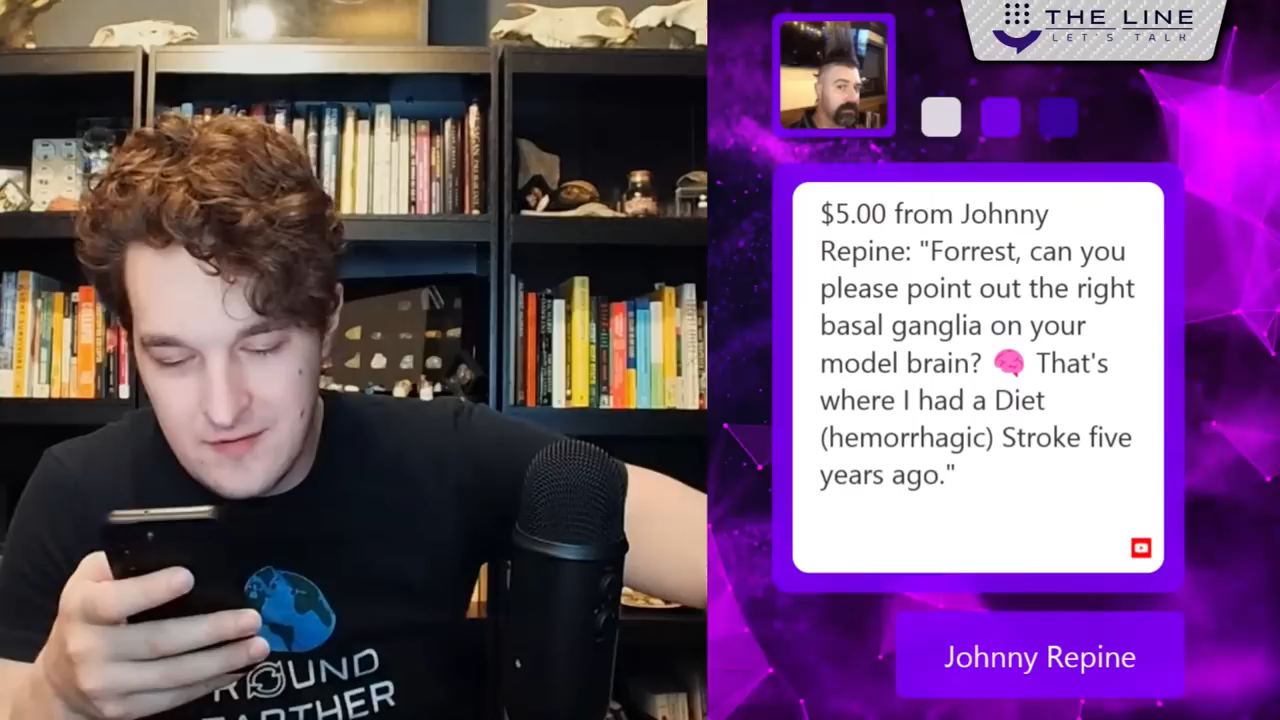 THE LINE
LET'S TALK
$5.00 from Johnny
Repine: "Forrest, can you
please point out the right
basal ganglia on your
model brain? 🧠 That's
where I had a Diet
(hemorrhagic) Stroke five
years ago."
Johnny Repine
ROUND
EARTHER